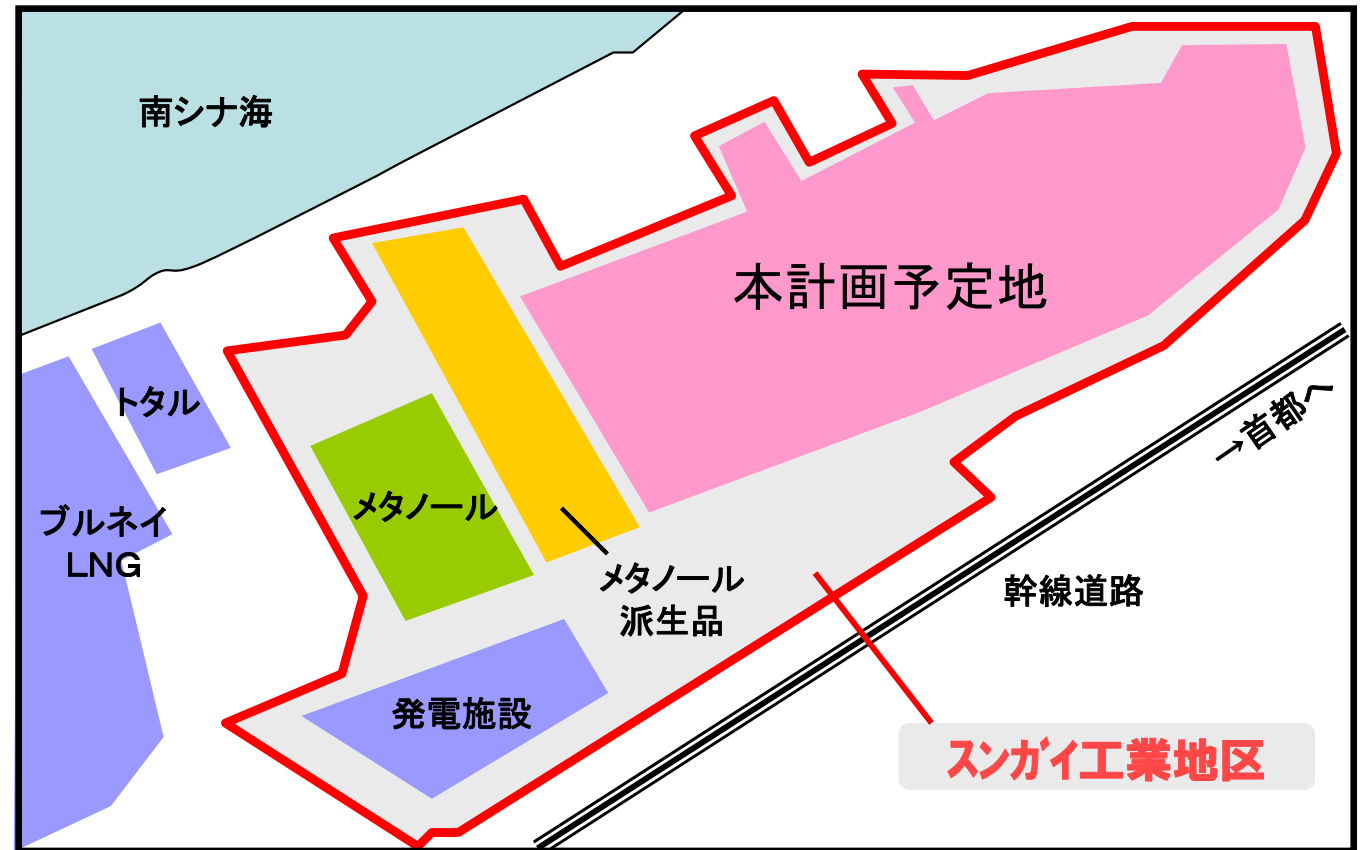 南シナ海
本計画予定地
トタル
→首都へ
ブルネイ
LNG
メタノール
メタノール
派生品
幹線道路
発電施設
スンガイ工業地区